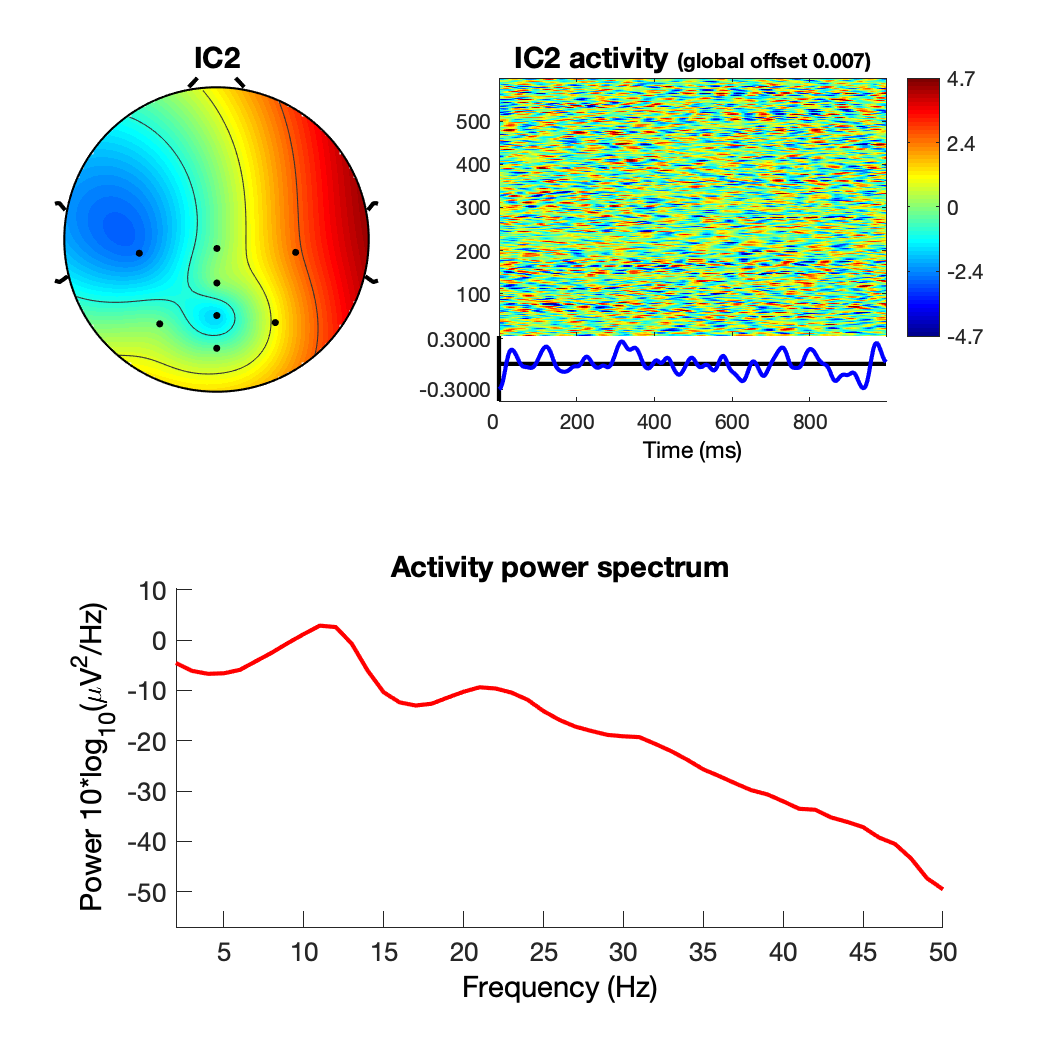 IC2
IC2 activity (global offset 0.007)
4.7
2.4
0
-2.4
-4.7
500
400
300
200
100
0.3000
-0.3000
0 200 400 600 800
Time (ms)
Activity power spectrum
10
0
-10
-20
-30
-40
-50
Power 10*log10(μV2/Hz)
5 10 15 20 25 30 35 40 45 50
Frequency (Hz)